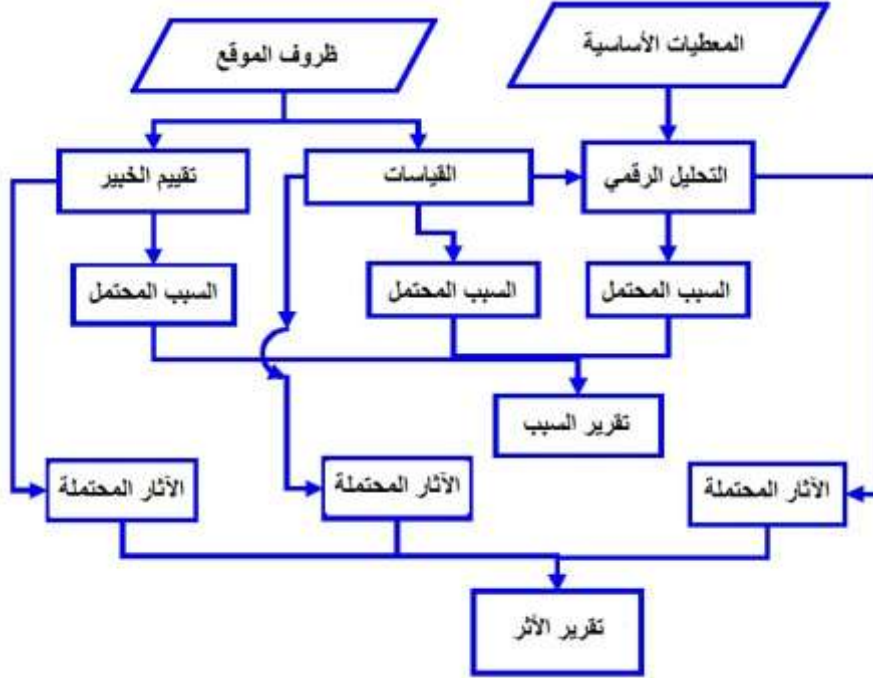 المعطيات الأساسية
ظروف الموقع
التحليل الرقمي
القياسات
تقييم الخبير
السبب المحتمل
السبب المحتمل
السبب المحتمل
تقرير السبب
الآثار المحتملة
الآثار المحتملة
الآثار المحتملة
تقرير الأثر